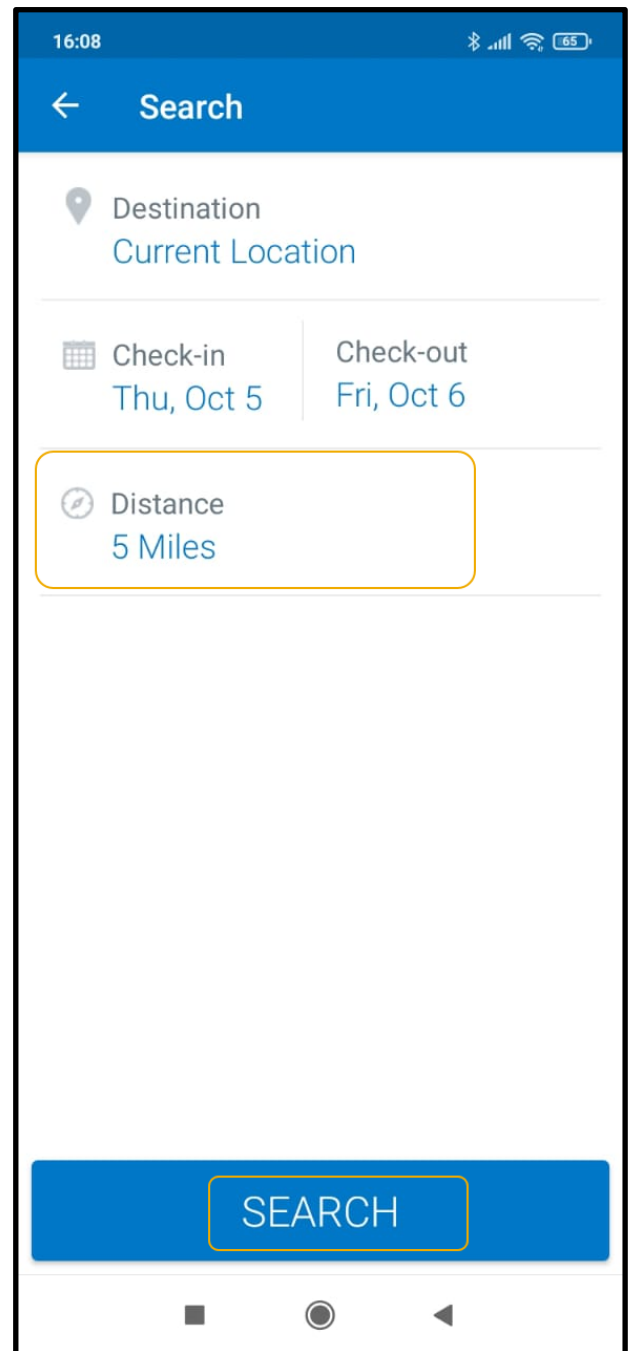 16:08 65
Search
Destination
Current Location
Check-in Check-out
Thu, Oct 5 Fri, Oct 6
Distance
5 Miles
SEARCH